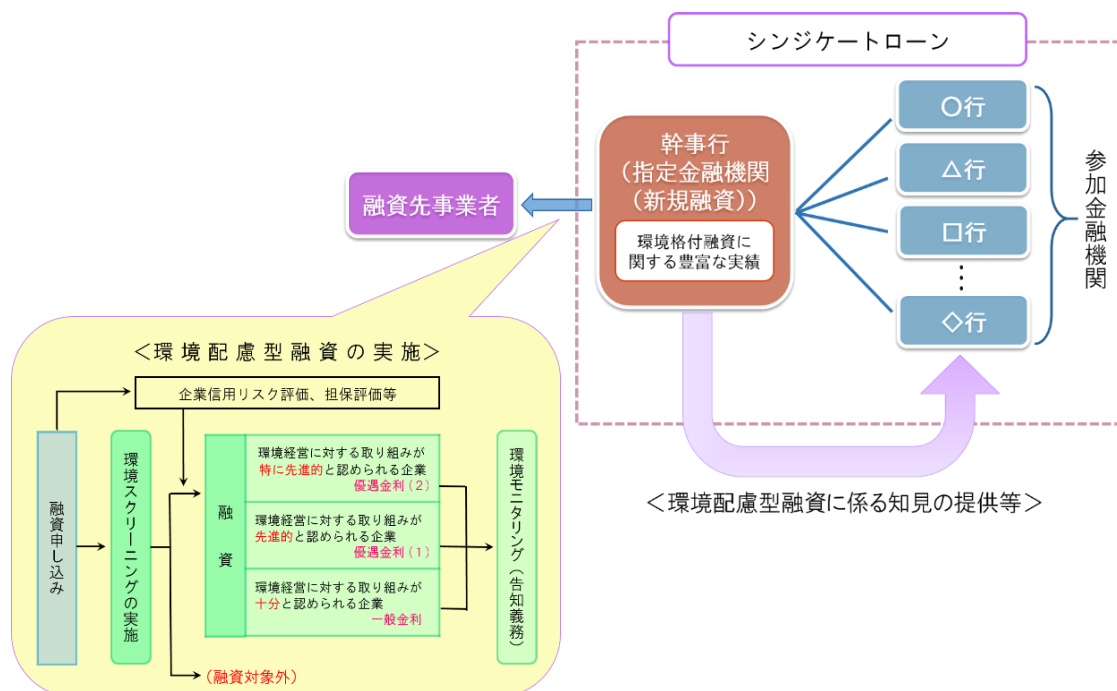 シンジケートローン
幹事行
（指定金融機関
（新規融資））
環境格付融資に
関する豊富な実績
〇行
△行
□行
⋮
◇行
参加金融機関
融資先事業者
＜環境配慮型融資の実施＞
企業信用リスク評価、担保評価等
融資申し込み
環境スクリーニングの実施
融資
環境経営に対する取り組みが
特に先進的と認められる企業
優遇金利（2）
環境経営に対する取り組みが
先進的と認められる企業
優遇金利（1）
環境経営に対する取り組みが
十分と認められる企業
一般金利
環境モニタリング（告知義務）
（融資対象外）
＜環境配慮型融資に係る知見の提供等＞